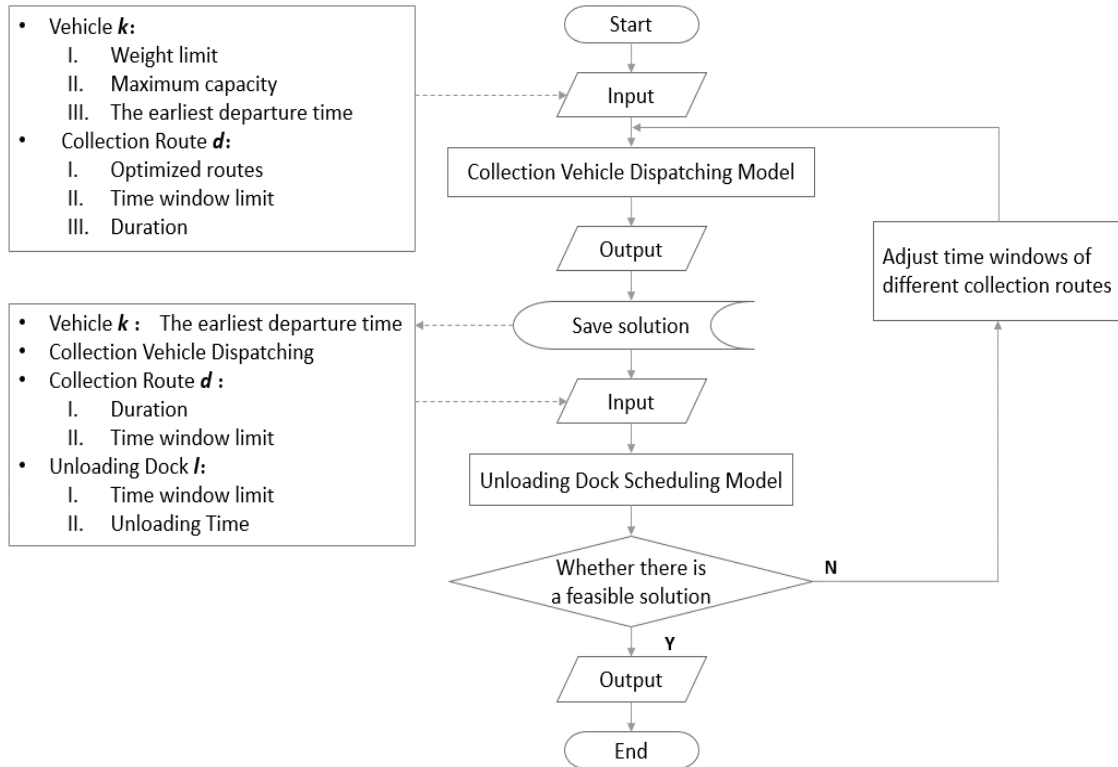 • Vehicle k:
I. Weight limit
II. Maximum capacity
III. The earliest departure time
• Collection Route d:
I. Optimized routes
II. Time window limit
III. Duration
Start
Input
Collection Vehicle Dispatching Model
Output
Save solution
Adjust time windows of
different collection routes
• Vehicle k : The earliest departure time
• Collection Vehicle Dispatching
• Collection Route d :
I. Duration
II. Time window limit
• Unloading Dock l:
I. Time window limit
II. Unloading Time
Input
Unloading Dock Scheduling Model
Whether there is
a feasible solution
N
Y
Output
End